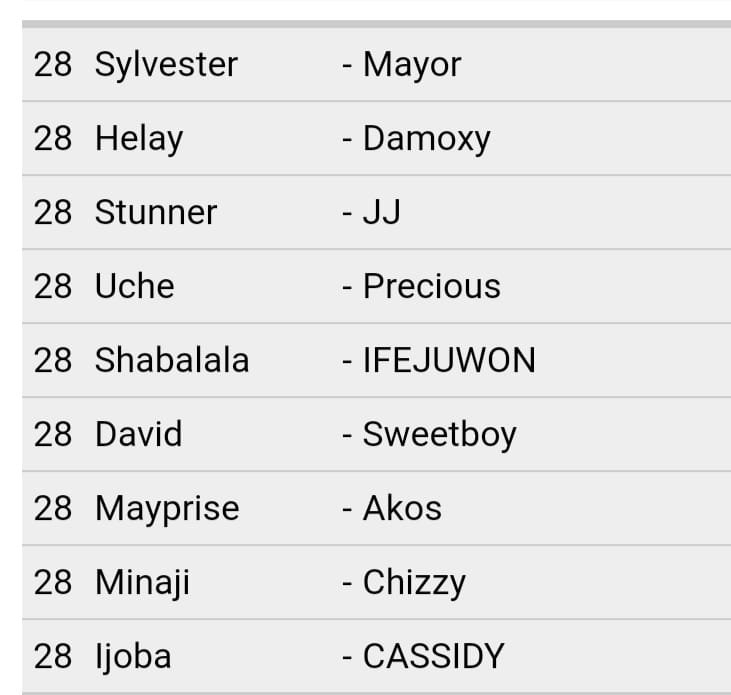 28 Sylvester - Mayor
28 Helay - Damoxy
28 Stunner - JJ
28 Uche - Precious
28 Shabalala - IFEJUWON
28 David - Sweetboy
28 Mayprise - Akos
28 Minaji - Chizzy
28 Ijoba - CASSIDY